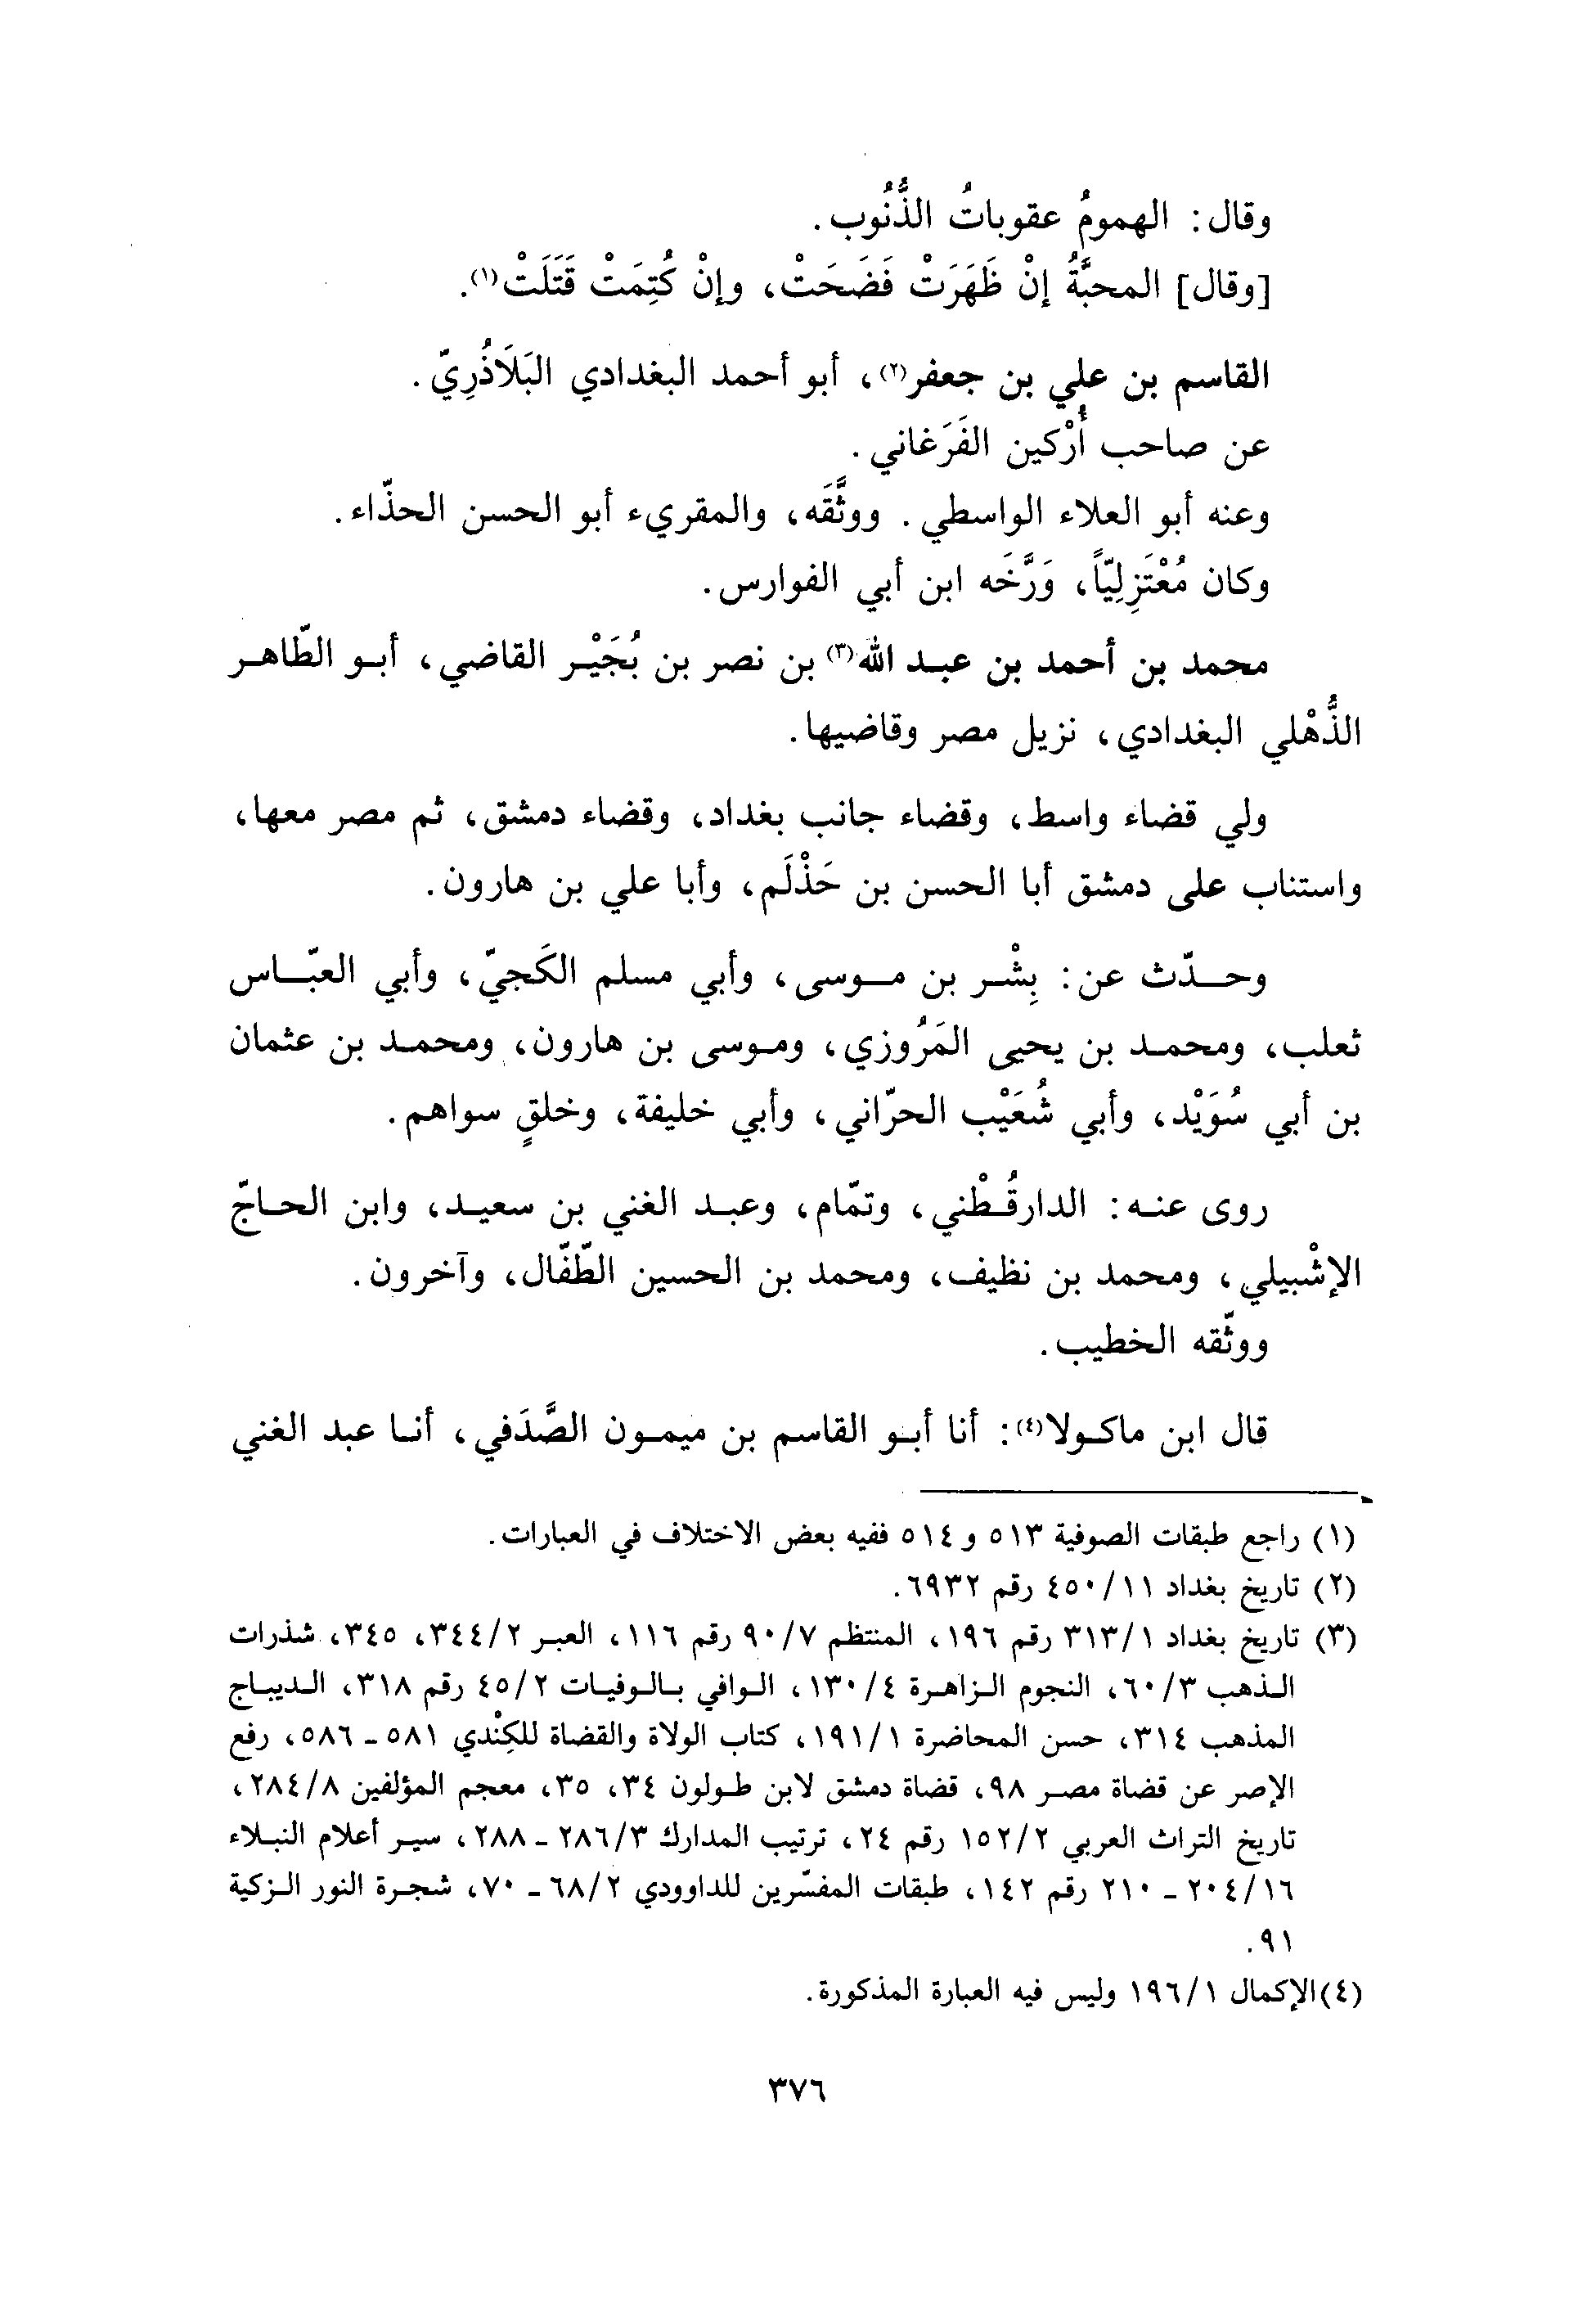 وقال: الهمومُ عقوباتُ الذُّنُوب.
[وقال] المحبَّةُ إنْ ظَهَرَتْ فَضَحَتْ، وإنْ كُتِمَتْ قَتَلَتْ(١).
القاسم بن علي بن جعفر(٢)، أبو أحمد البغدادي البَلَاذُرِيّ.
عن صاحب أُرْكين الفَرَغاني.
وعنه أبو العلاء الواسطي. ووثَّقَه، والمقريء أبو الحسن الحذّاء.
وكان مُعْتَزِلِيّاً، وَرَّخَه ابن أبي الفوارس.
محمد بن أحمد بن عبد الله(٣) بن نصر بن بُجَيْر القاضي، أبو الطّاهر
الذُّهْلي البغدادي، نزيل مصر وقاضيها.
ولي قضاء واسط، وقضاء جانب بغداد، وقضاء دمشق، ثم مصر معها،
واستناب على دمشق أبا الحسن بن حَذْلَم، وأبا علي بن هارون.
وحدّث عن: بِشْر بن موسى، وأبي مسلم الكَجيّ، وأبي العبّاس
ثعلب، ومحمد بن يحيى المَرُوزي، وموسى بن هارون، ومحمد بن عثمان
بن أبي سُوَيْد، وأبي شُعَيْب الحرّاني، وأبي خليفة، وخلقٍ سواهم.
روى عنه: الدارقُطْني، وتمّام، وعبد الغني بن سعيد، وابن الحاجّ
الإشْبيلي، ومحمد بن نظيف، ومحمد بن الحسين الطّفّال، وآخرون.
ووثّقه الخطيب.
قال ابن ماكولا(٤): أنا أبو القاسم بن ميمون الصَّدَفي، أنا عبد الغني
(١) راجع طبقات الصوفية ٥١٣ و ٥١٤ ففيه بعض الاختلاف في العبارات.
(٢) تاريخ بغداد ٤٥٠/١١ رقم ٦٩٣٢.
(٣) تاريخ بغداد ٣١٣/١ رقم ١٩٦، المنتظم ٩٠/٧ رقم ١١٦، العبر ٣٤٤/٢، ٣٤٥، شذرات
الذهب ٦٠/٣، النجوم الزاهرة ١٣٠/٤، الوافي بالوفيات ٤٥/٢ رقم ٣١٨، الديباج
المذهب ٣١٤، حسن المحاضرة ١٩١/١، كتاب الولاة والقضاة للكِنْدي ٥٨١ - ٥٨٦، رفع
الإصر عن قضاة مصر ٩٨، قضاة دمشق لابن طولون ٣٤، ٣٥، معجم المؤلفين ٢٨٤/٨،
تاريخ التراث العربي ١٥٢/٢ رقم ٢٤، ترتيب المدارك ٢٨٦/٣ - ٢٨٨، سير أعلام النبلاء
٢٠٤/١٦ - ٢١٠ رقم ١٤٢، طبقات المفسّرين للداوودي ٦٨/٢ - ٧٠، شجرة النور الزكية
٩١.
(٤) الإكمال ١٩٦/١ وليس فيه العبارة المذكورة.
٣٧٦